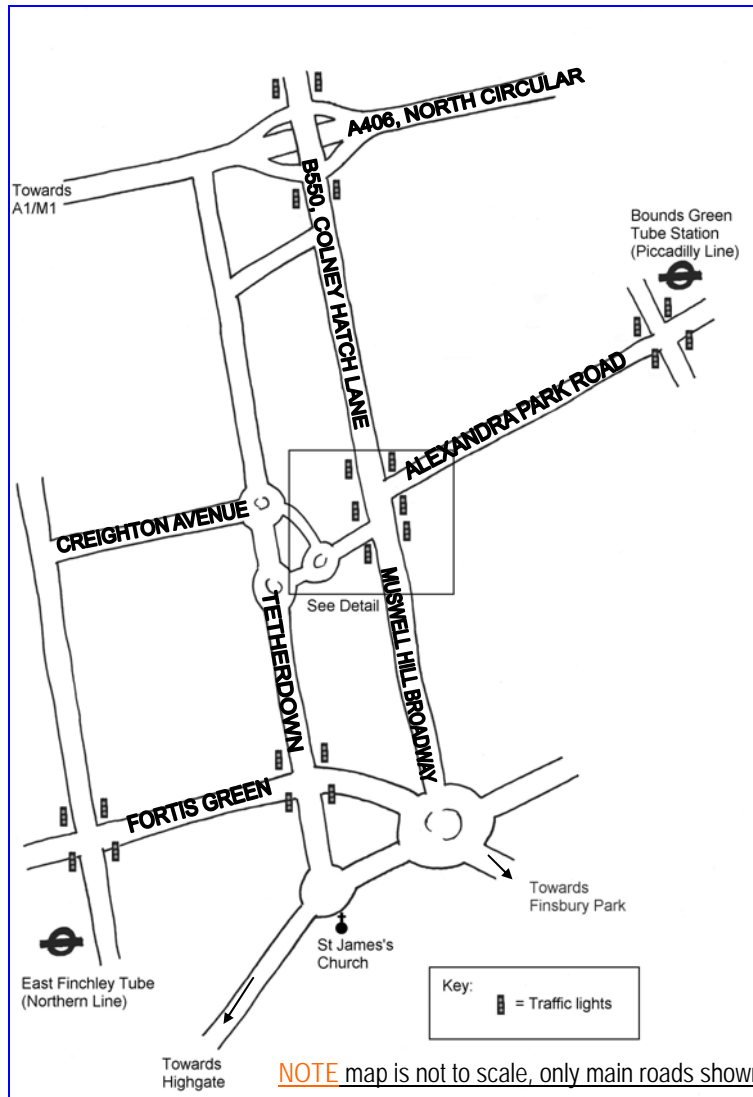 A406, NORTH CIRCULAR
Towards
A1/M1
B550, COLNEY HATCH LANE
Bounds Green
Tube Station
(Piccadilly Line)
ALEXANDRA PARK ROAD
CREIGHTON AVENUE
See Detail
TETHERDOWN
MUSWELL HILL BROADWAY
FORTIS GREEN
Towards
Finsbury Park
St James's
Church
East Finchley Tube
(Northern Line)
Key:
= Traffic lights
Towards
Highgate
NOTE map is not to scale, only main roads shown